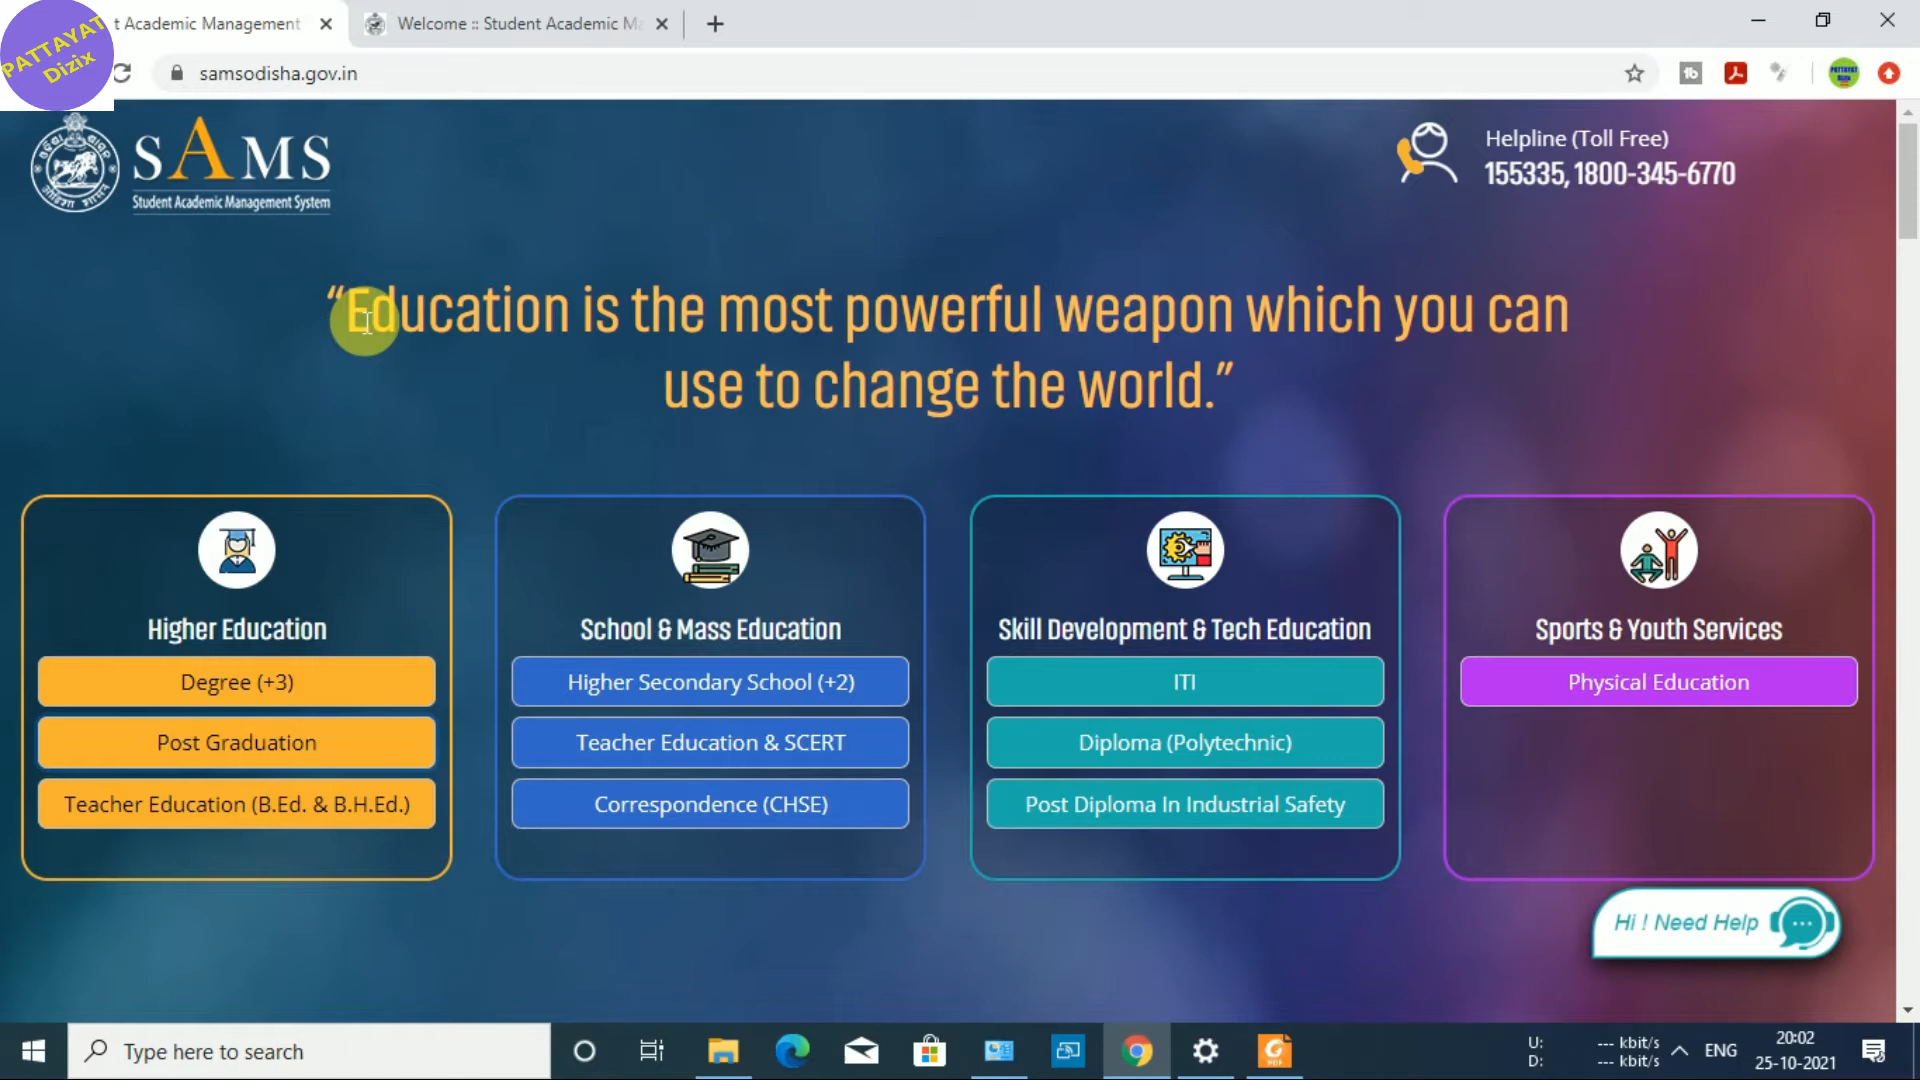 PATTAYAT
Dizix
t Academic Management
Welcome :: Student Academic Ma
samsodisha.gov.in
SAMS
Student Academic Management System
Helpline (Toll Free)
155335, 1800-345-6770
“Education is the most powerful weapon which you can
use to change the world.”
Higher Education
Degree (+3)
Post Graduation
Teacher Education (B.Ed. & B.H.Ed.)
School & Mass Education
Higher Secondary School (+2)
Teacher Education & SCERT
Correspondence (CHSE)
Skill Development & Tech Education
ITI
Diploma (Polytechnic)
Post Diploma In Industrial Safety
Sports & Youth Services
Physical Education
Hi ! Need Help
Type here to search
U: --- kbit/s
D: --- kbit/s
ENG
20:02
25-10-2021